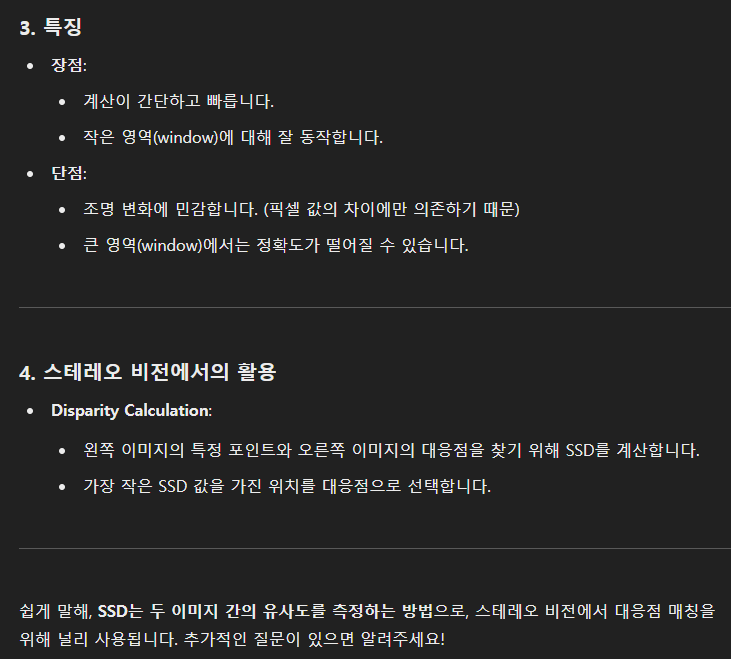 3. 특징
장점:
계산이 간단하고 빠릅니다.
작은 영역(window)에 대해 잘 동작합니다.
단점:
조명 변화에 민감합니다. (픽셀 값의 차이에만 의존하기 때문)
큰 영역(window)에서는 정확도가 떨어질 수 있습니다.
4. 스테레오 비전에서의 활용
Disparity Calculation:
왼쪽 이미지의 특정 포인트와 오른쪽 이미지의 대응점을 찾기 위해 SSD를 계산합니다.
가장 작은 SSD 값을 가진 위치를 대응점으로 선택합니다.
쉽게 말해, SSD는 두 이미지 간의 유사도를 측정하는 방법으로, 스테레오 비전에서 대응점 매칭을
위해 널리 사용됩니다. 추가적인 질문이 있으면 알려주세요!